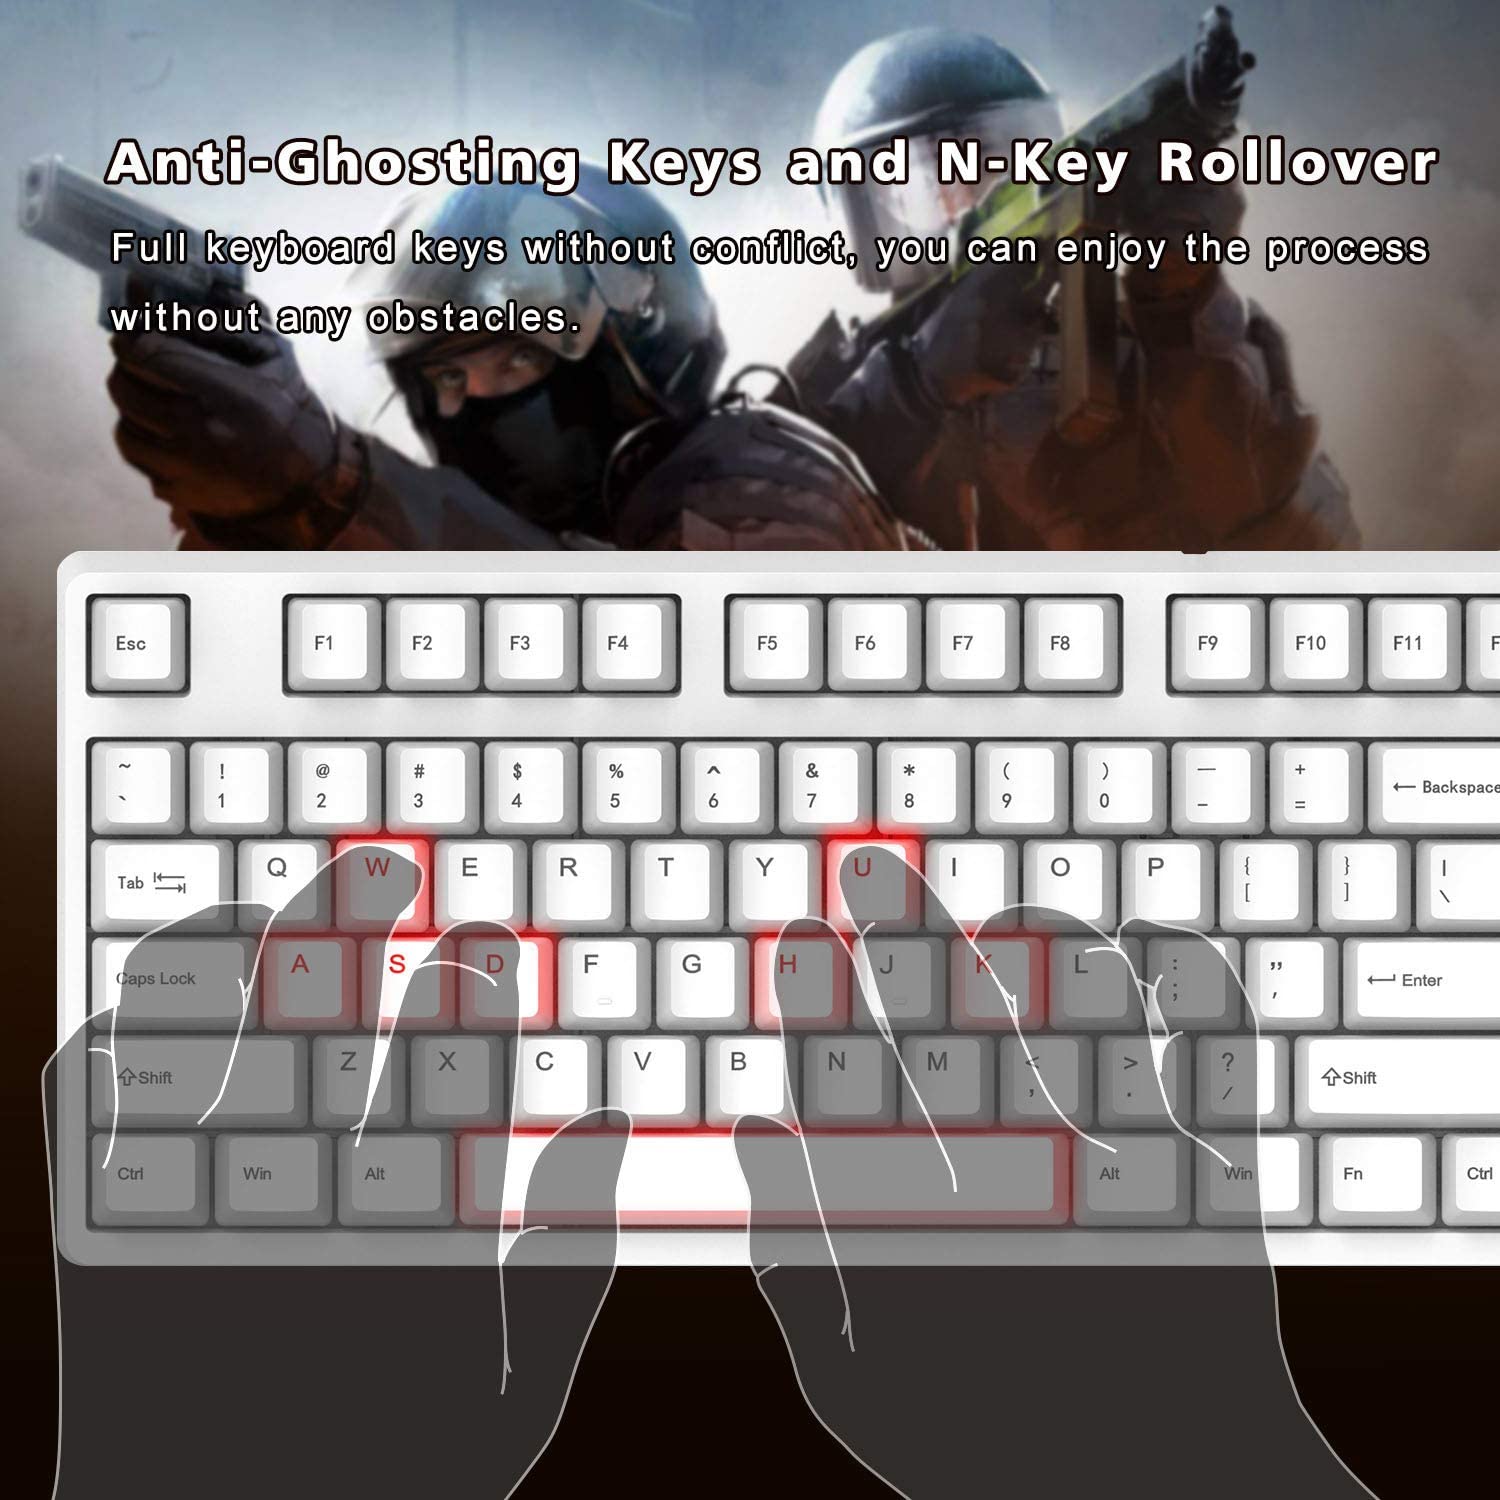 Anti-Ghosting Keys and N-Key Rollover
Full keyboard keys without conflict, you can enjoy the process
without any obstacles.
Esc F1 F2 F3 F4 F5 F6 F7 F8 F9 F10 F11 F
~ ! @ # $ % ^ & * ( ) — +
` 1 2 3 4 5 6 7 8 9 0 - = ← Backspace
Tab Q W E R T Y U I O P { } |
[ ] \
Caps Lock A S D F G H J K L : ” ← Enter
; ,
⇧Shift Z X C V B N M < > ? ⇧Shift
, . /
Ctrl Win Alt Alt Win Fn Ctrl